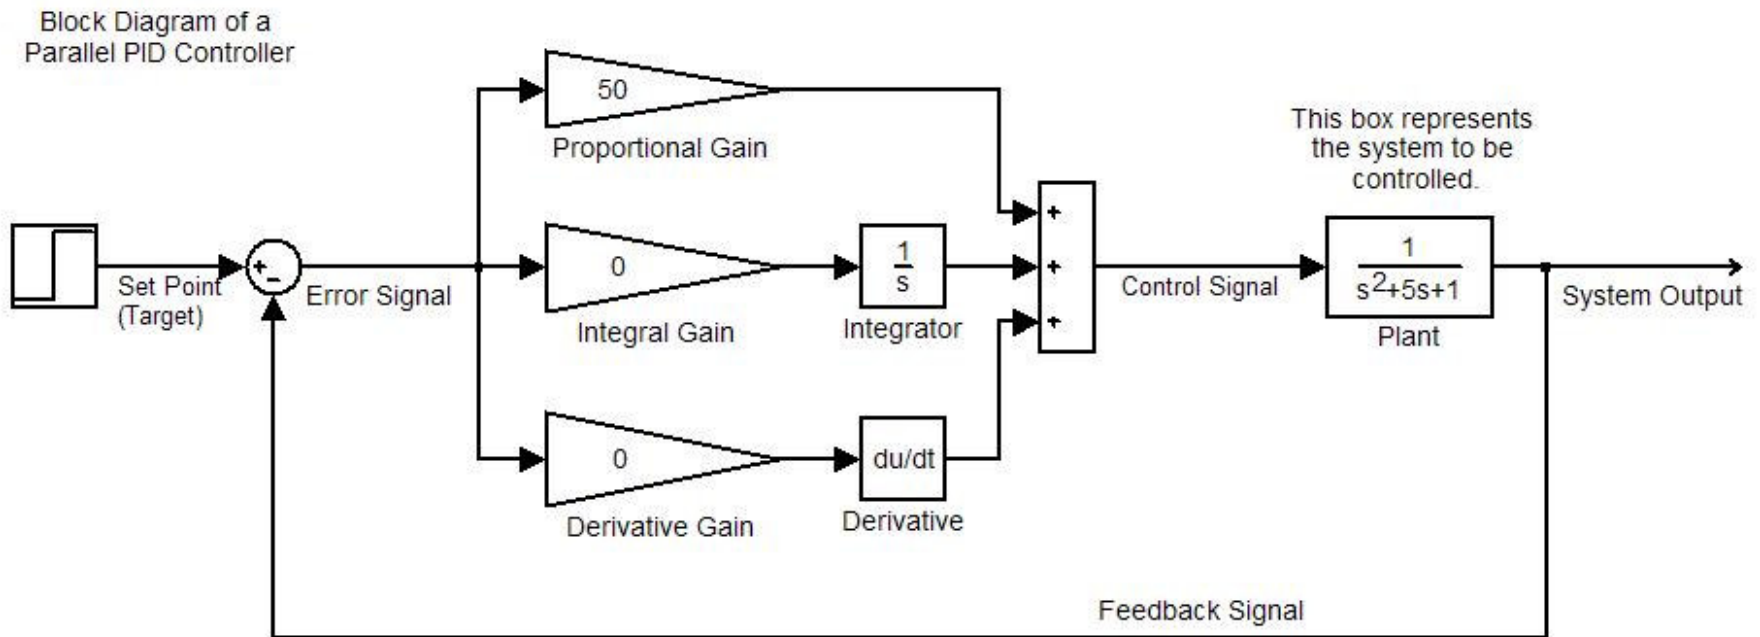 Block Diagram of a
Parallel PID Controller
50
Proportional Gain
This box represents
the system to be
controlled.
+
−
Set Point
(Target)
Error Signal
0
Integral Gain
1
s
Integrator
+
+
+
Control Signal
1
s²+5s+1
Plant
System Output
0
Derivative Gain
du/dt
Derivative
Feedback Signal